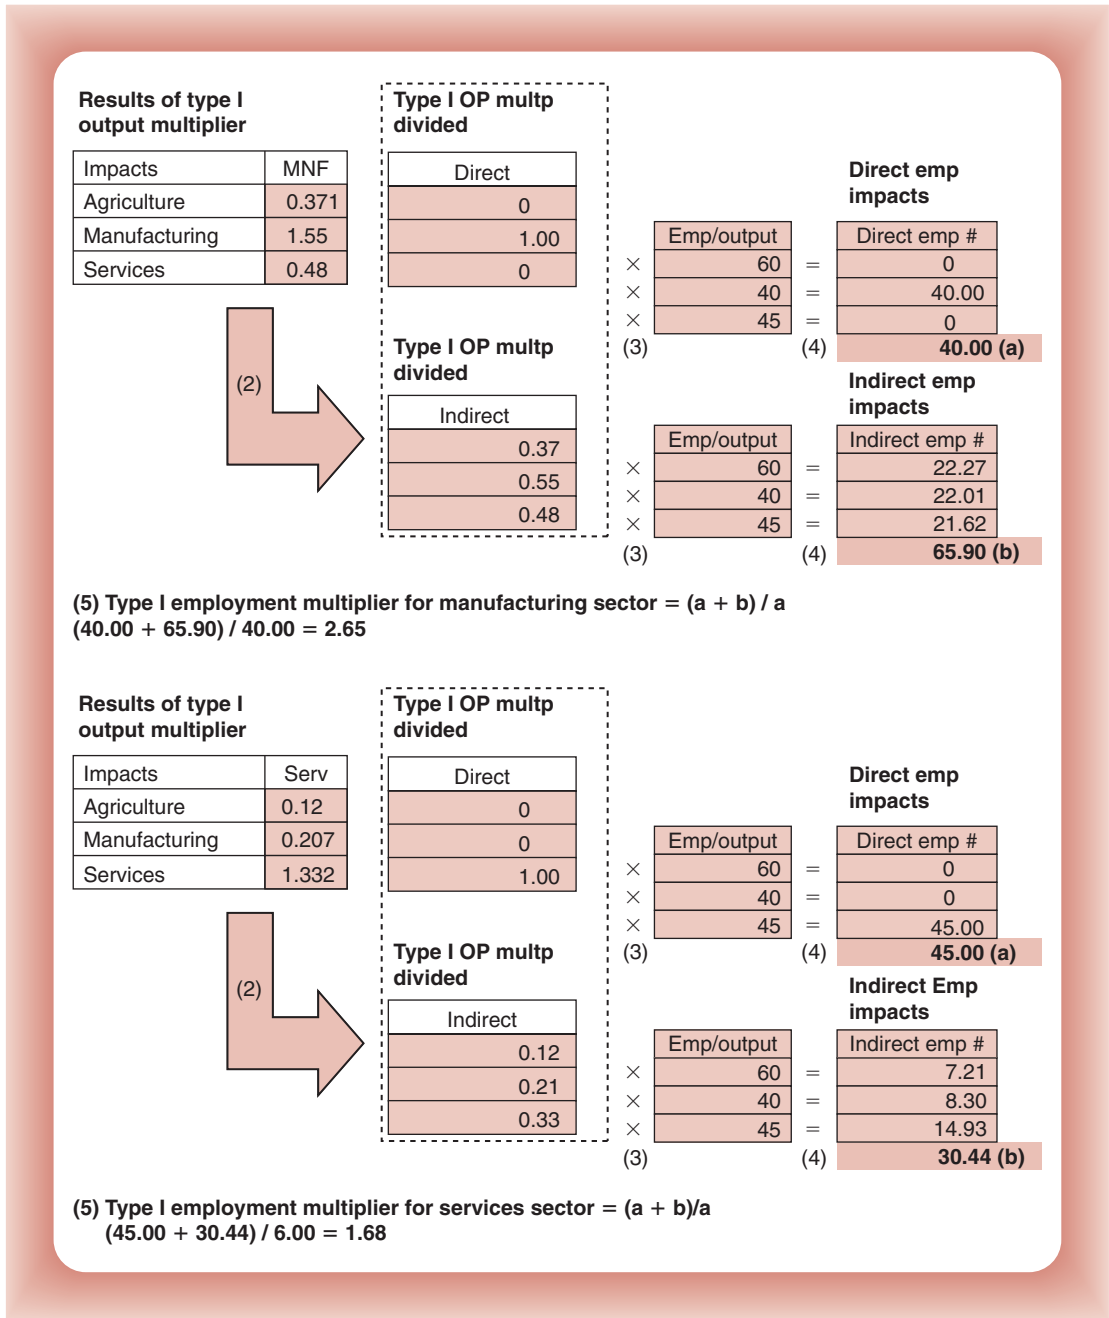 Results of type I
output multiplier
Impacts MNF
Agriculture 0.371
Manufacturing 1.55
Services 0.48
(2)
Type I OP multp
divided
Direct
0
1.00
0
Type I OP multp
divided
Indirect
0.37
0.55
0.48
Direct emp
impacts
Emp/output Direct emp #
× 60 = 0
× 40 = 40.00
× 45 = 0
(3) (4) 40.00 (a)
Indirect emp
impacts
Emp/output Indirect emp #
× 60 = 22.27
× 40 = 22.01
× 45 = 21.62
(3) (4) 65.90 (b)
(5) Type I employment multiplier for manufacturing sector = (a + b) / a
(40.00 + 65.90) / 40.00 = 2.65
Results of type I
output multiplier
Impacts Serv
Agriculture 0.12
Manufacturing 0.207
Services 1.332
(2)
Type I OP multp
divided
Direct
0
0
1.00
Type I OP multp
divided
Indirect
0.12
0.21
0.33
Direct emp
impacts
Emp/output Direct emp #
× 60 = 0
× 40 = 0
× 45 = 45.00
(3) (4) 45.00 (a)
Indirect Emp
impacts
Emp/output Indirect emp #
× 60 = 7.21
× 40 = 8.30
× 45 = 14.93
(3) (4) 30.44 (b)
(5) Type I employment multiplier for services sector = (a + b)/a
(45.00 + 30.44) / 6.00 = 1.68